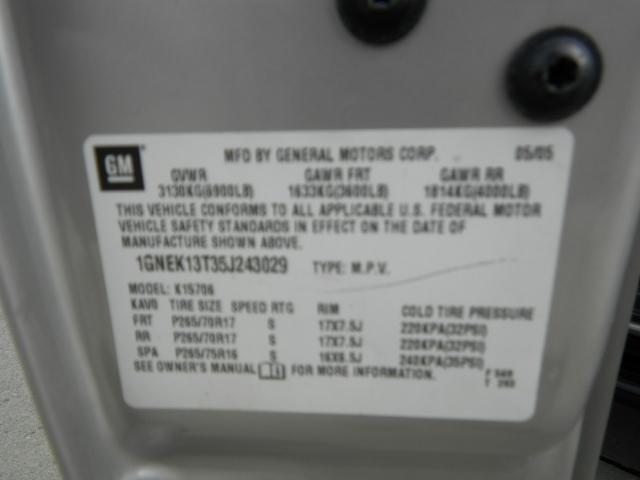 GM
MFD BY GENERAL MOTORS CORP. 05/05
GVWR GAWR FRT GAWR RR
3130KG(6900LB) 1633KG(3600LB) 1814KG(4000LB)
THIS VEHICLE CONFORMS TO ALL APPLICABLE U.S. FEDERAL MOTOR
VEHICLE SAFETY STANDARDS IN EFFECT ON THE DATE OF
MANUFACTURE SHOWN ABOVE.
1GNEK13T35J243029 TYPE: M.P.V.
MODEL: K15706
KAVO TIRE SIZE SPEED RTG RIM COLD TIRE PRESSURE
FRT P265/70R17 S 17X7.5J 220KPA(32PSI)
RR P265/70R17 S 17X7.5J 220KPA(32PSI)
SPA P265/75R16 S 16X6.5J 240KPA(35PSI)
SEE OWNER'S MANUAL FOR MORE INFORMATION.